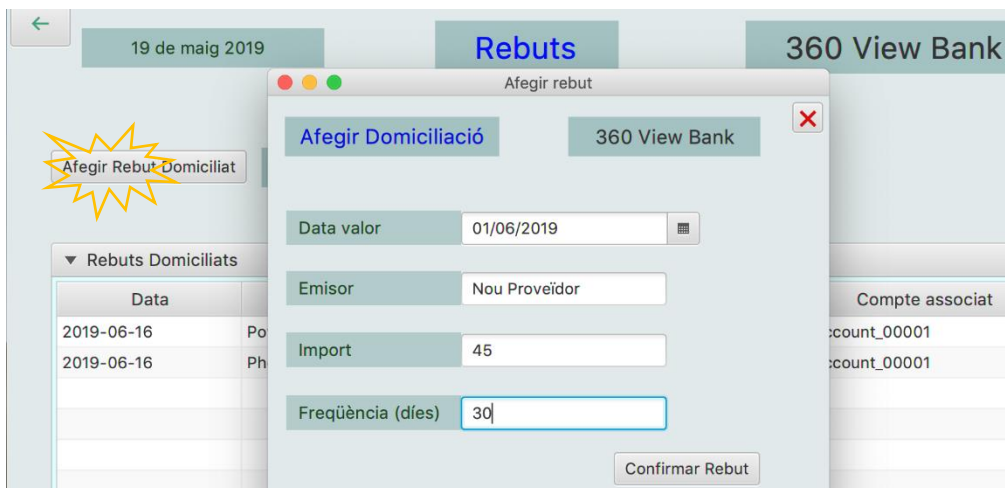 ←
19 de maig 2019
Rebuts
360 View Bank
Afegir rebut
Afegir Domiciliació
360 View Bank
Afegir Rebut Domiciliat
Data valor
01/06/2019
Rebuts Domiciliats
Emisor
Nou Proveïdor
Data
Compte associat
2019-06-16
Import
45
2019-06-16
Freqüència (díes)
30
Confirmar Rebut